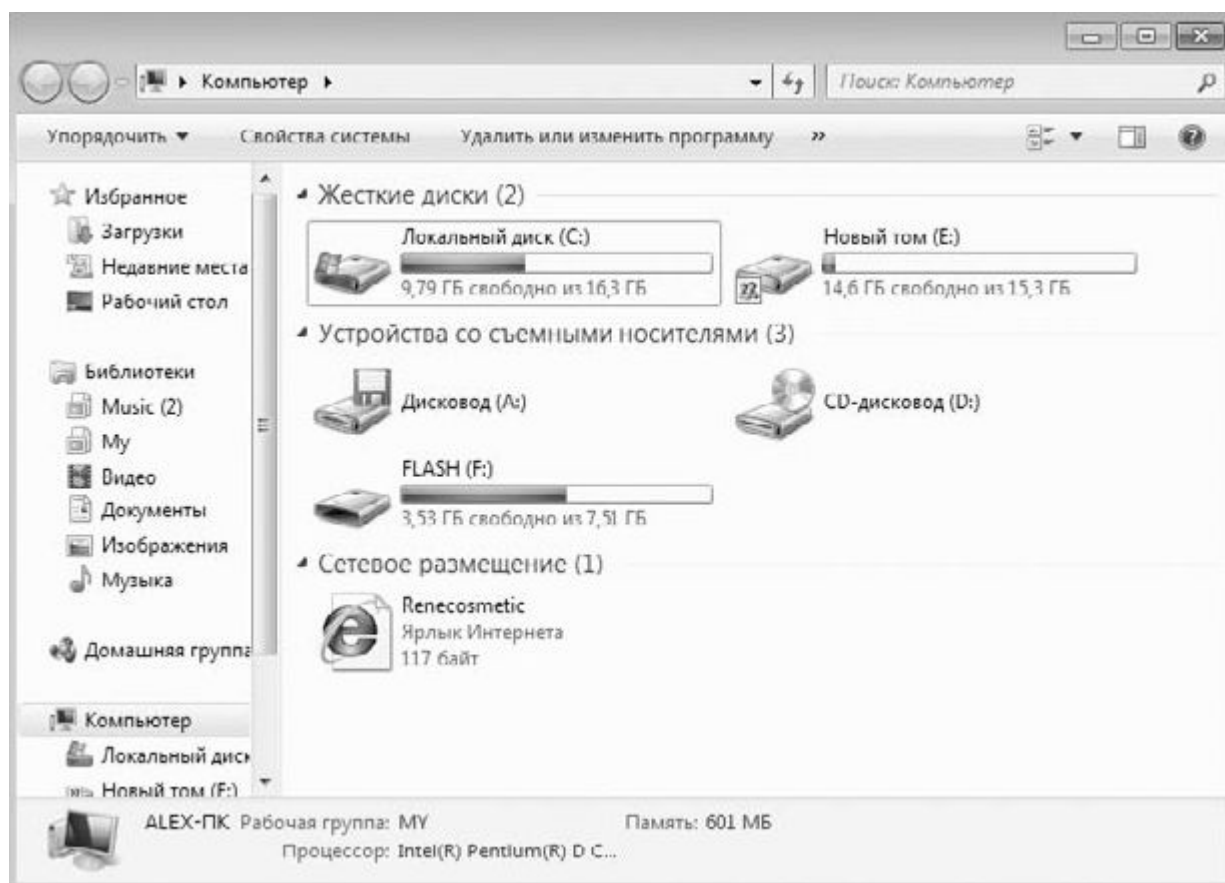 Компьютер
Поиск: Компьютер
Упорядочить Свойства системы Удалить или изменить программу »
Избранное
Загрузки
Недавние места
Рабочий стол
Библиотеки
Music (2)
My
Видео
Документы
Изображения
Музыка
Домашняя группа
Компьютер
Локальный диск
Новый том (E:)
Жесткие диски (2)
Локальный диск (C:)
9,79 ГБ свободно из 16,3 ГБ
Новый том (E:)
14,6 ГБ свободно из 15,3 ГБ
Устройства со съемными носителями (3)
Дисковод (A:)
CD-дисковод (D:)
FLASH (F:)
3,53 ГБ свободно из 7,51 ГБ
Сетевое размещение (1)
Renecosmetic
Ярлык Интернета
117 байт
ALEX-ПК Рабочая группа: MY Память: 601 МБ
Процессор: Intel(R) Pentium(R) D C...